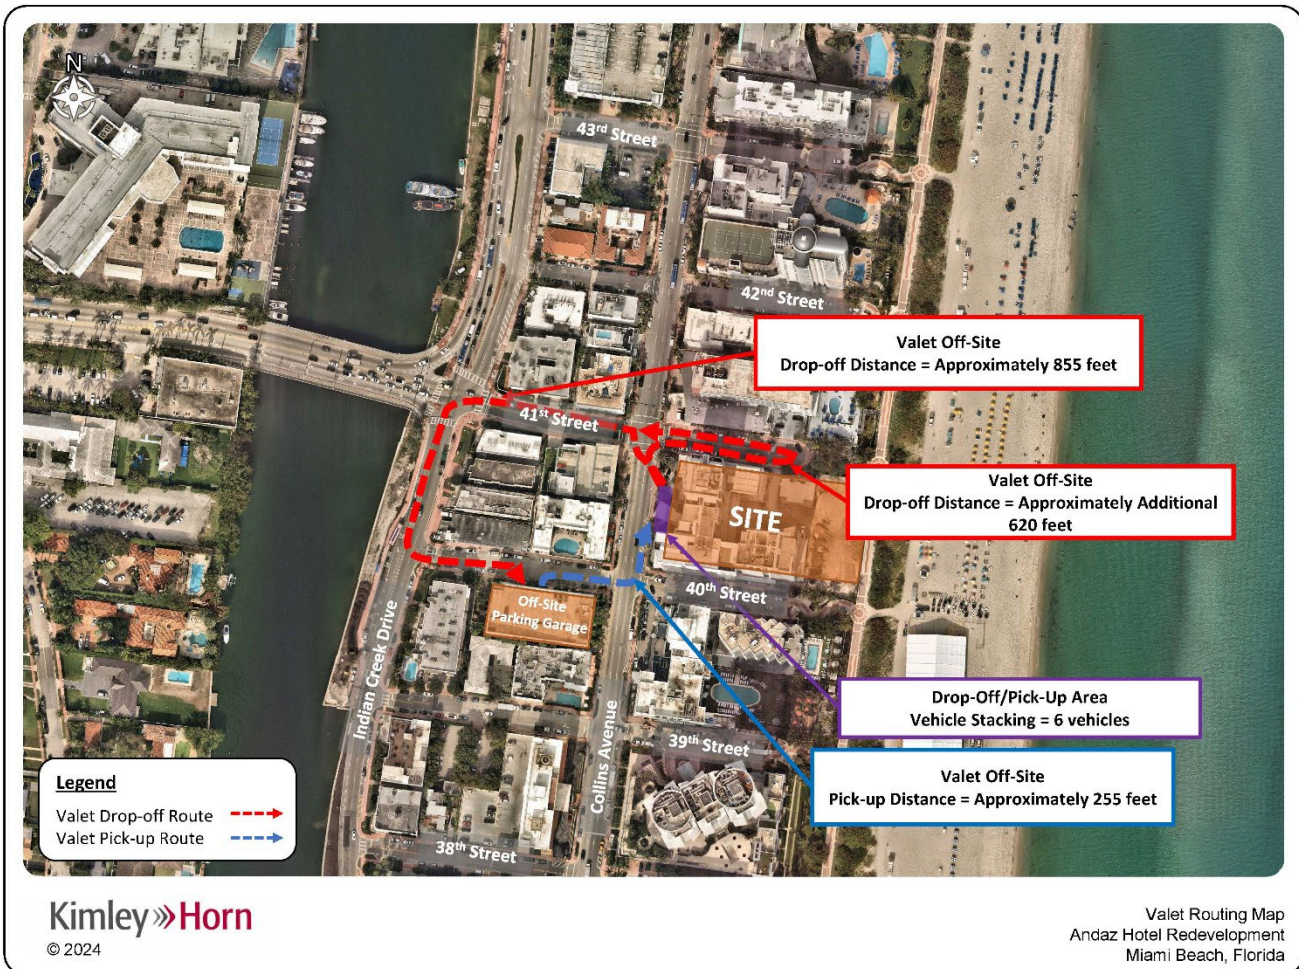 N
43rd Street
42nd Street
Valet Off-Site
Drop-off Distance = Approximately 855 feet
41st Street
Valet Off-Site
Drop-off Distance = Approximately Additional
620 feet
SITE
40th Street
Off-Site
Parking Garage
Indian Creek Drive
Collins Avenue
Drop-Off/Pick-Up Area
Vehicle Stacking = 6 vehicles
39th Street
Valet Off-Site
Pick-up Distance = Approximately 255 feet
38th Street
Legend
Valet Drop-off Route
Valet Pick-up Route
Kimley»Horn
© 2024
Valet Routing Map
Andaz Hotel Redevelopment
Miami Beach, Florida